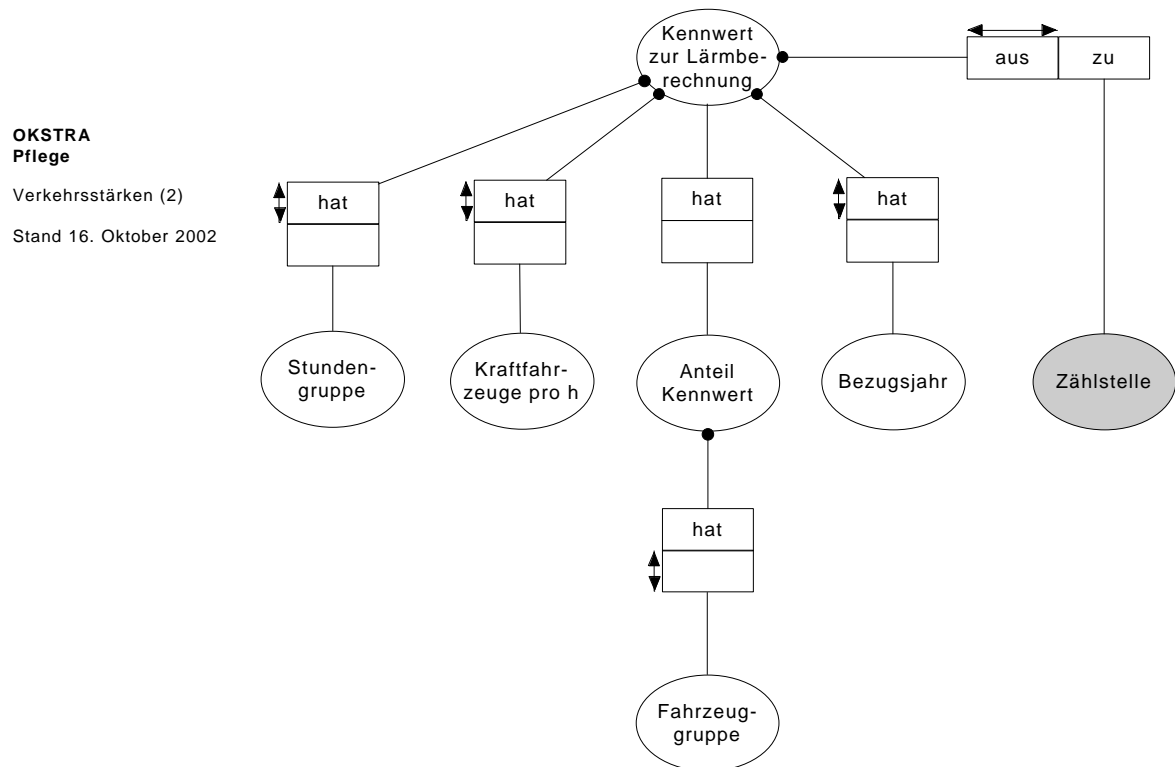 Kennwert
zur Lärmbe-
rechnung
aus
zu
OKSTRA
Pflege
Verkehrsstärken (2)
Stand 16. Oktober 2002
hat
hat
hat
hat
Stunden-
gruppe
Kraftfahr-
zeuge pro h
Anteil
Kennwert
Bezugsjahr
Zählstelle
hat
Fahrzeug-
gruppe